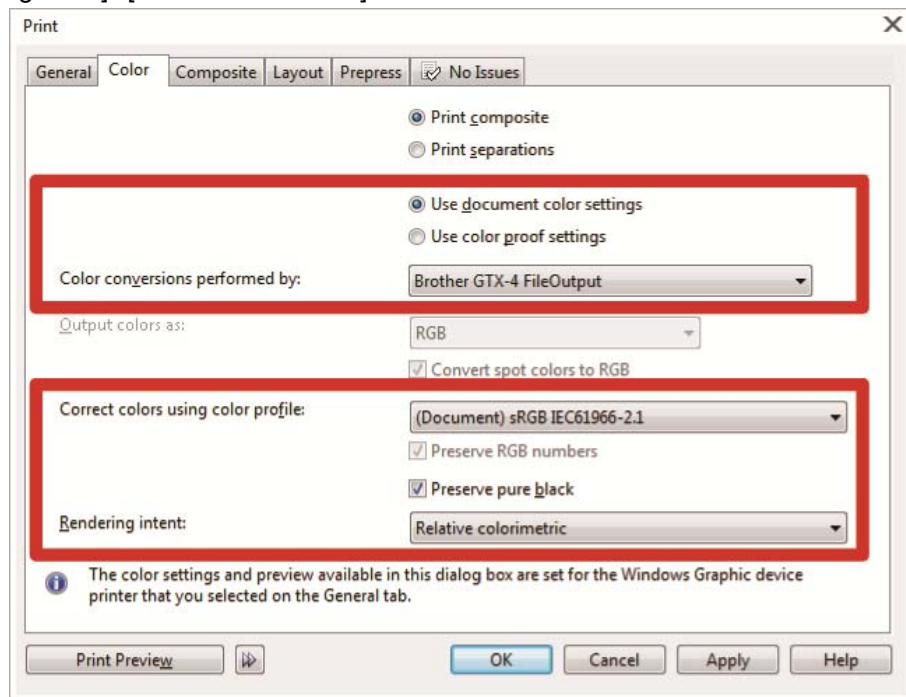 Print
General Color Composite Layout Prepress No Issues
Print composite
Print separations
Use document color settings
Use color proof settings
Color conversions performed by: Brother GTX-4 FileOutput
Output colors as: RGB
Convert spot colors to RGB
Correct colors using color profile: (Document) sRGB IEC61966-2.1
Preserve RGB numbers
Preserve pure black
Rendering intent: Relative colorimetric
The color settings and preview available in this dialog box are set for the Windows Graphic device
printer that you selected on the General tab.
Print Preview OK Cancel Apply Help